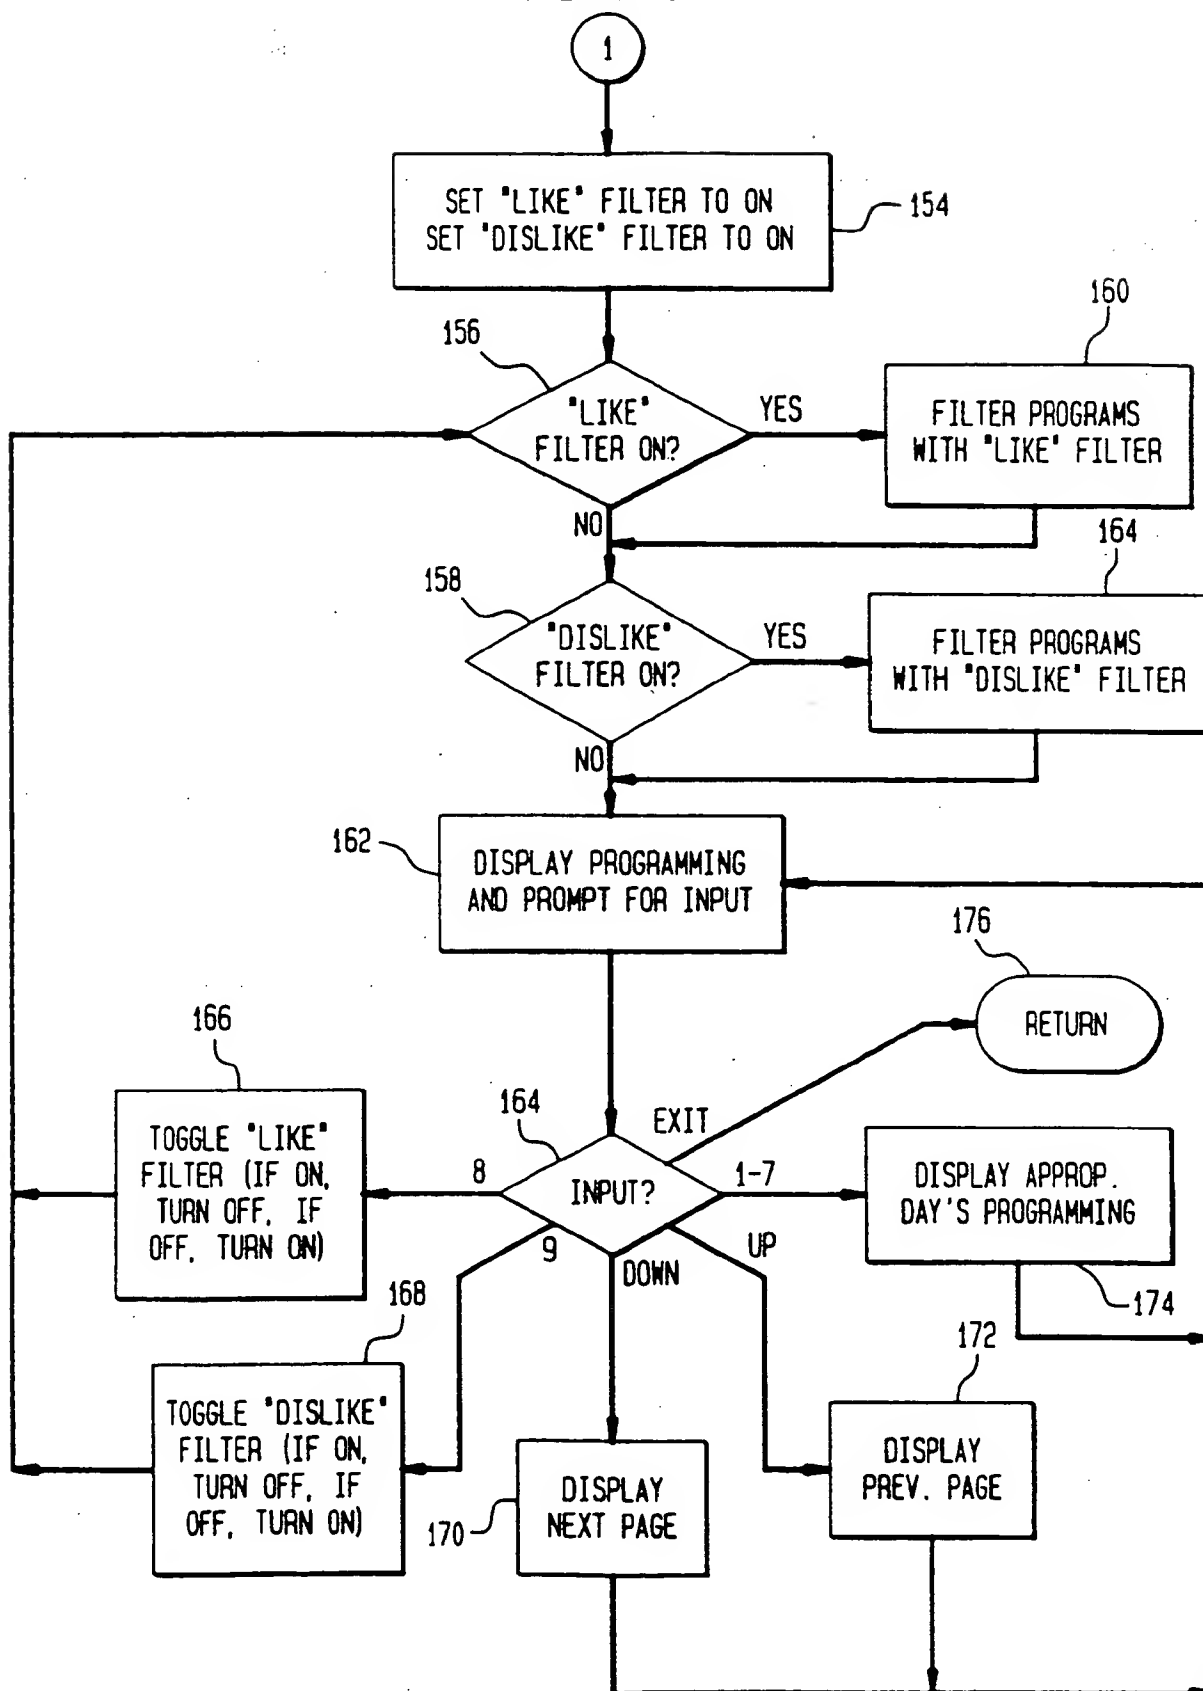 1
SET "LIKE" FILTER TO ON
SET "DISLIKE" FILTER TO ON
154
156
160
"LIKE"
FILTER ON?
YES
FILTER PROGRAMS
WITH "LIKE" FILTER
NO
164
158
"DISLIKE"
FILTER ON?
YES
FILTER PROGRAMS
WITH "DISLIKE" FILTER
NO
162
DISPLAY PROGRAMMING
AND PROMPT FOR INPUT
176
RETURN
166
164
EXIT
TOGGLE "LIKE"
FILTER (IF ON,
TURN OFF, IF
OFF, TURN ON)
8
INPUT?
1-7
DISPLAY APPROP.
DAY'S PROGRAMMING
9
DOWN
UP
174
168
172
TOGGLE "DISLIKE"
FILTER (IF ON,
TURN OFF, IF
OFF, TURN ON)
DISPLAY
PREV. PAGE
DISPLAY
NEXT PAGE
170